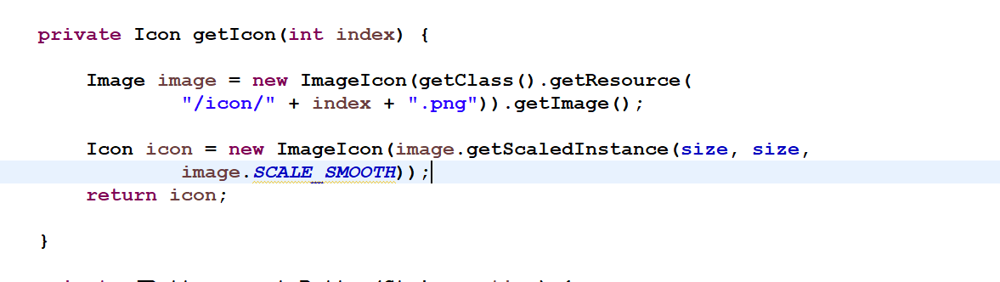 private Icon getIcon(int index) {
Image image = new ImageIcon(getClass().getResource(
"/icon/" + index + ".png")).getImage();
Icon icon = new ImageIcon(image.getScaledInstance(size, size,
image.SCALE_SMOOTH));
return icon;
}